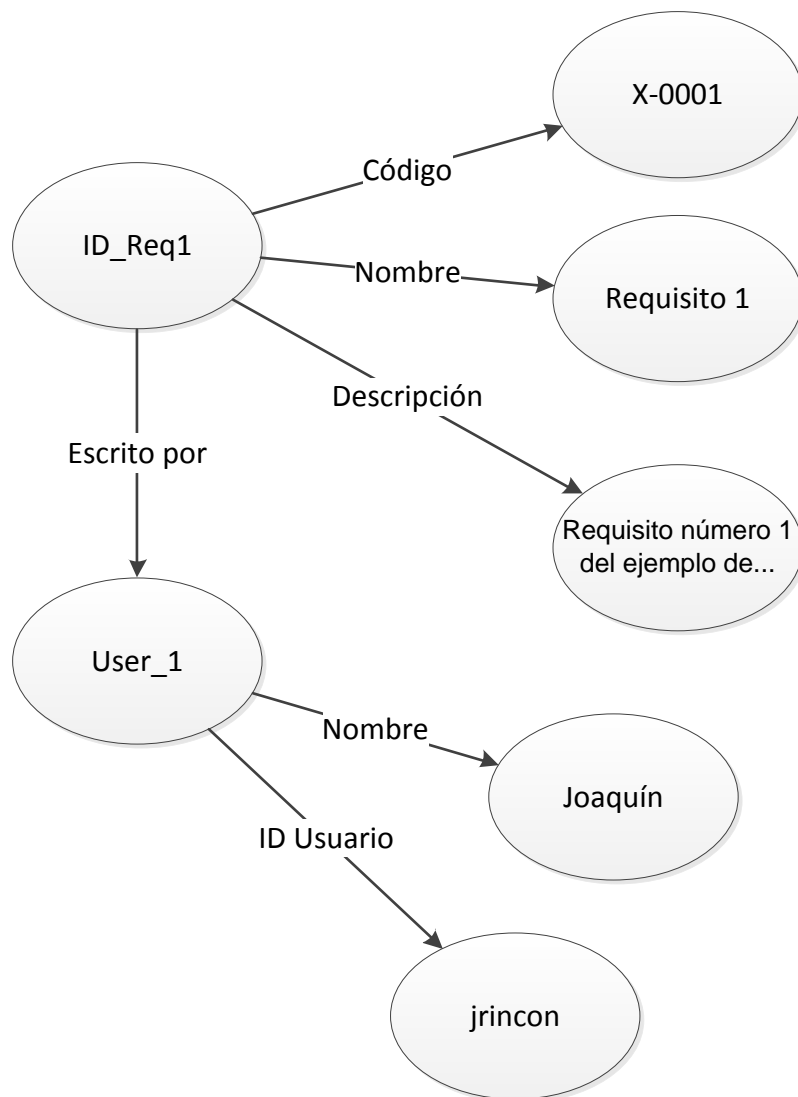 X-0001
Código
ID_Req1
Nombre
Requisito 1
Descripción
Escrito por
Requisito número 1
del ejemplo de...
User_1
Nombre
Joaquín
ID Usuario
jrincon